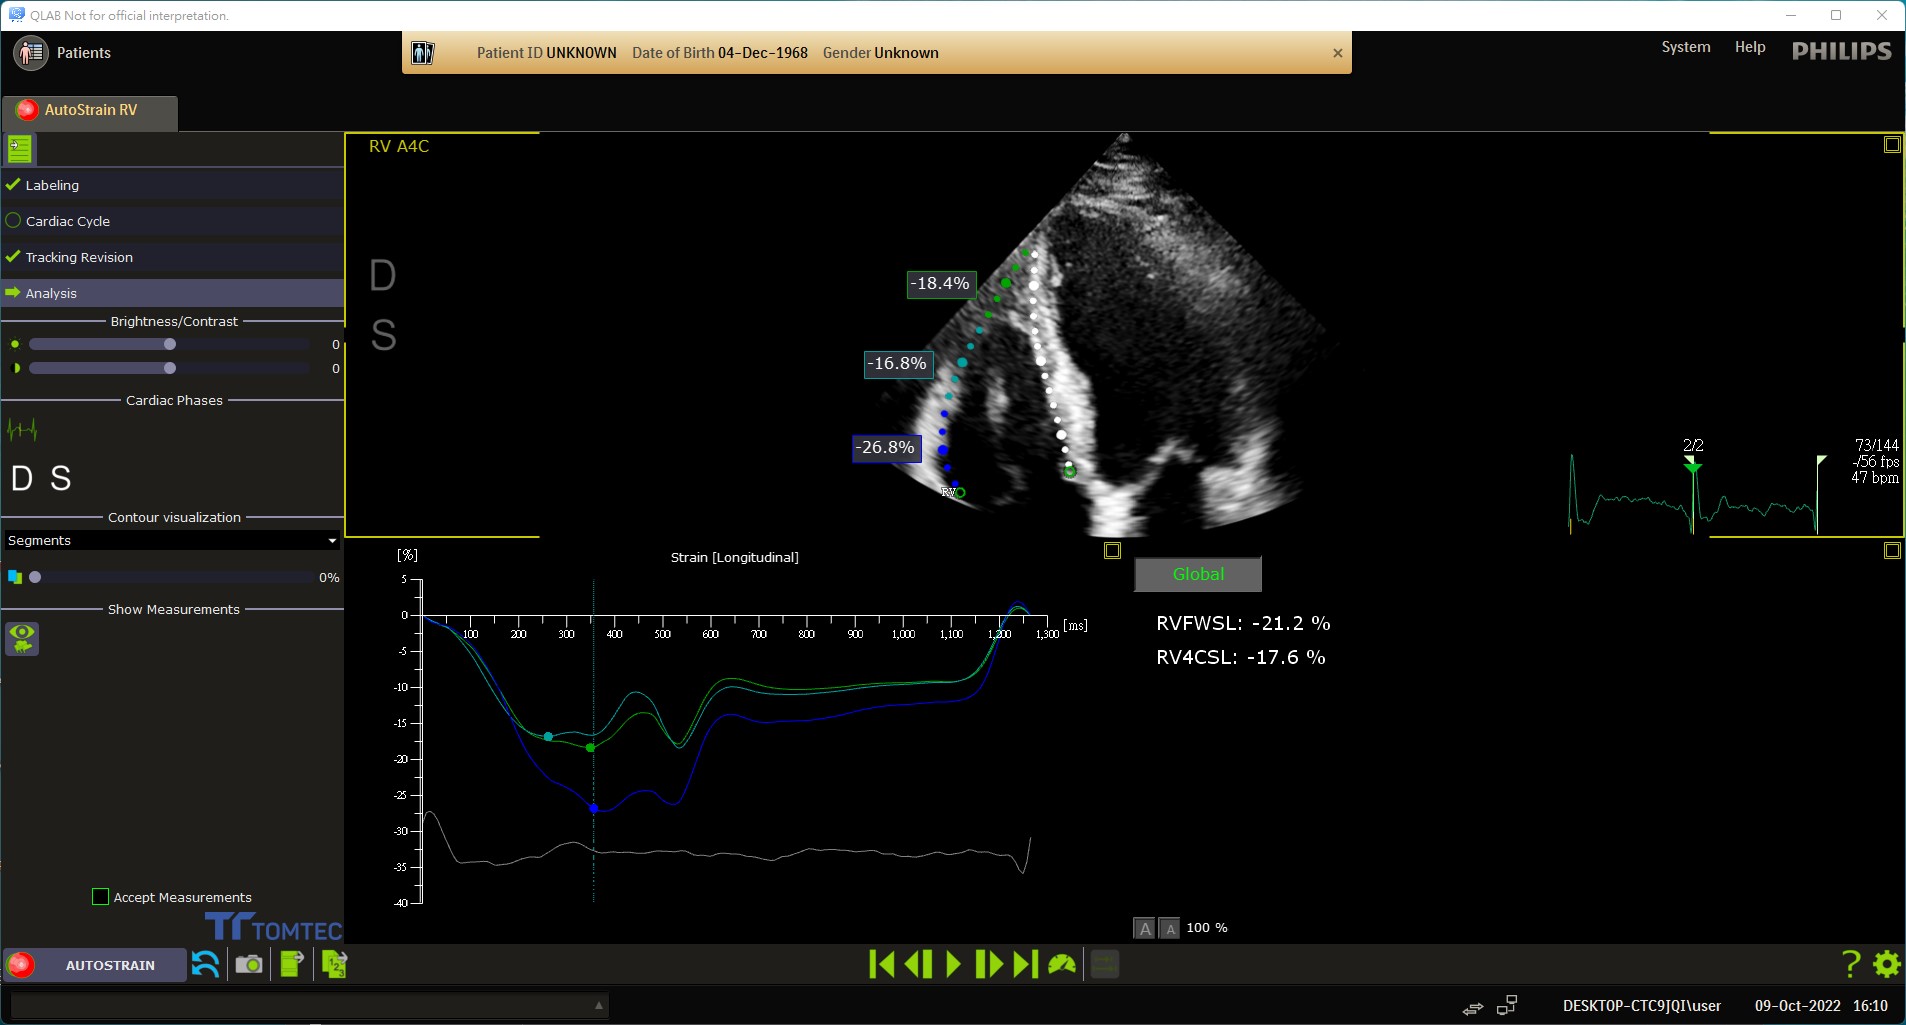 QLAB Not for official interpretation.
Patients
Patient ID UNKNOWN Date of Birth 04-Dec-1968 Gender Unknown
System Help PHILIPS
AutoStrain RV
Labeling
Cardiac Cycle
Tracking Revision
Analysis
Brightness/Contrast
0
0
Cardiac Phases
D S
Contour visualization
Segments
0%
Show Measurements
Accept Measurements
TOMTEC
RV A4C
D
S
-18.4%
-16.8%
-26.8%
RV
2/2
73/144
-/56 fps
47 bpm
[%] Strain [Longitudinal]
5
0
-5
-10
-15
-20
-25
-30
-35
-40
100 200 300 400 500 600 700 800 900 1,000 1,100 1,200 1,300 [ms]
Global
RVFWSL: -21.2 %
RV4CSL: -17.6 %
A A 100 %
AUTOSTRAIN
123
?
DESKTOP-CTC9JQI\user 09-Oct-2022 16:10